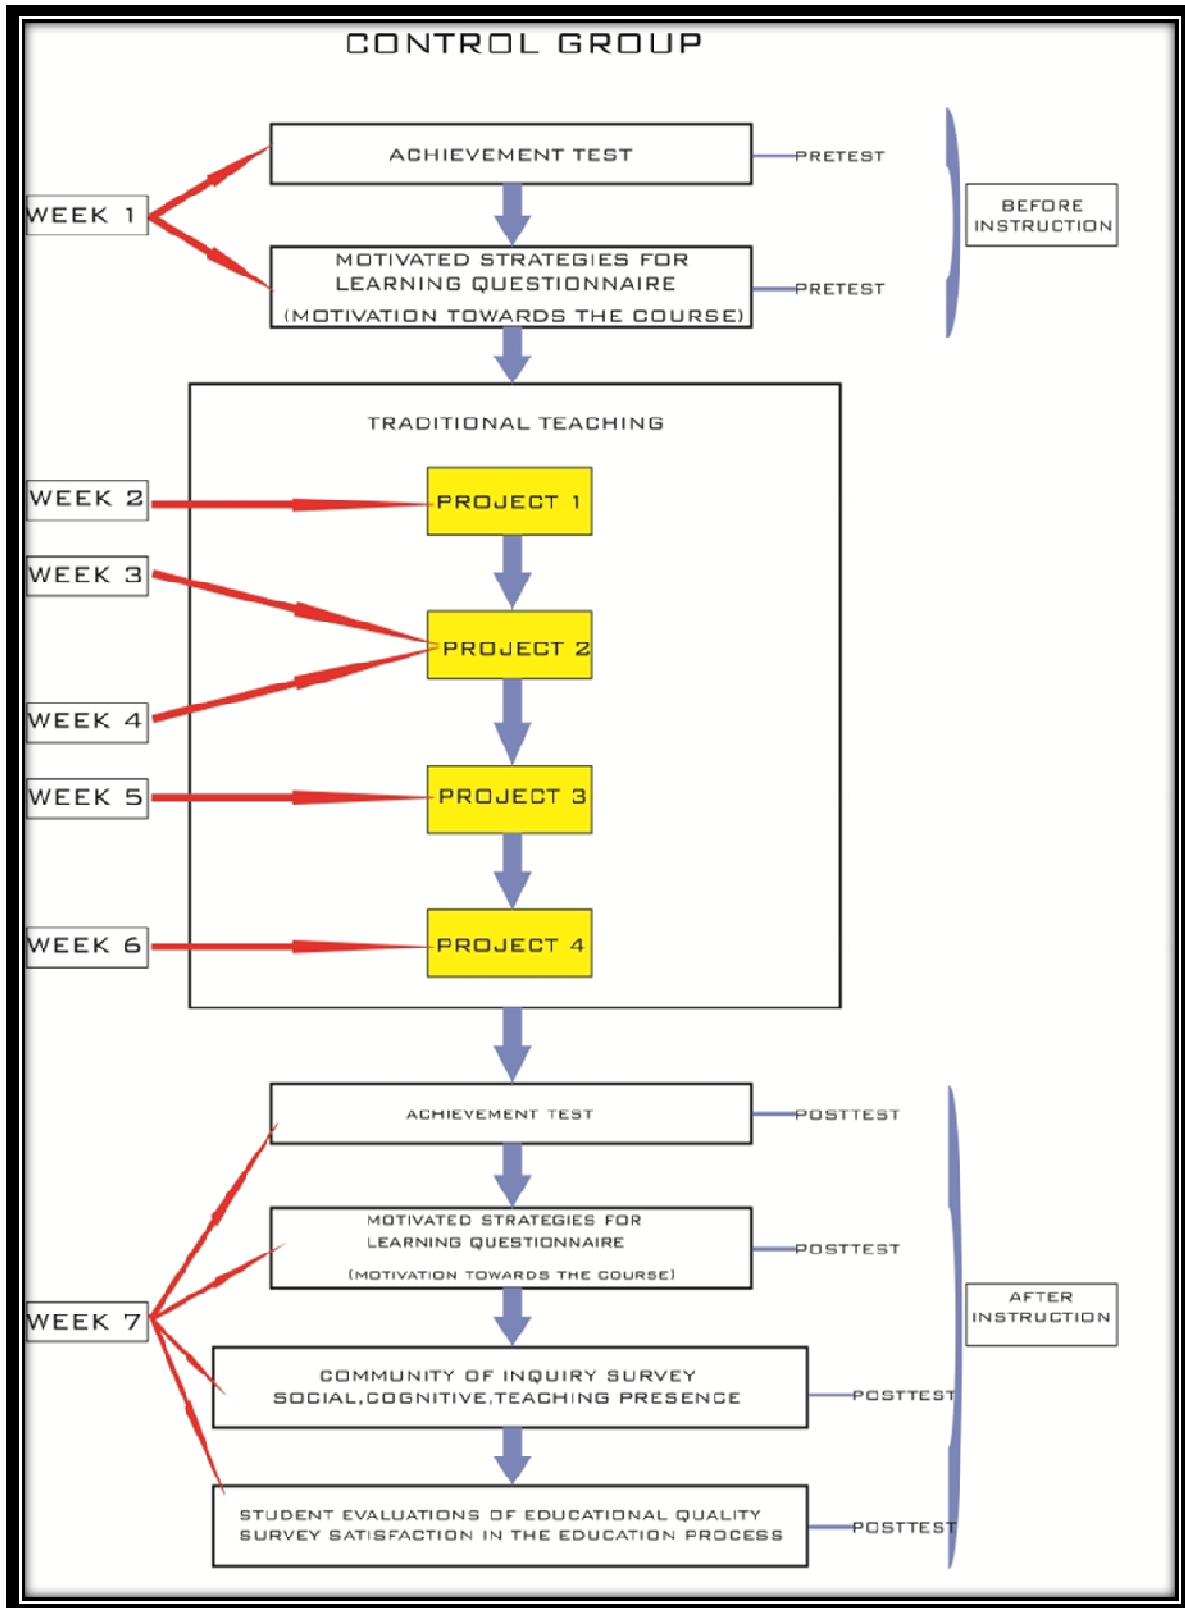 CONTROL GROUP
ACHIEVEMENT TEST
PRETEST
WEEK 1
BEFORE
INSTRUCTION
MOTIVATED STRATEGIES FOR
LEARNING QUESTIONNAIRE
(MOTIVATION TOWARDS THE COURSE)
PRETEST
TRADITIONAL TEACHING
WEEK 2
PROJECT 1
WEEK 3
PROJECT 2
WEEK 4
WEEK 5
PROJECT 3
WEEK 6
PROJECT 4
ACHIEVEMENT TEST
POSTTEST
MOTIVATED STRATEGIES FOR
LEARNING QUESTIONNAIRE
(MOTIVATION TOWARDS THE COURSE)
POSTTEST
WEEK 7
AFTER
INSTRUCTION
COMMUNITY OF INQUIRY SURVEY
SOCIAL,COGNITIVE,TEACHING PRESENCE
POSTTEST
STUDENT EVALUATIONS OF EDUCATIONAL QUALITY
SURVEY SATISFACTION IN THE EDUCATION PROCESS
POSTTEST